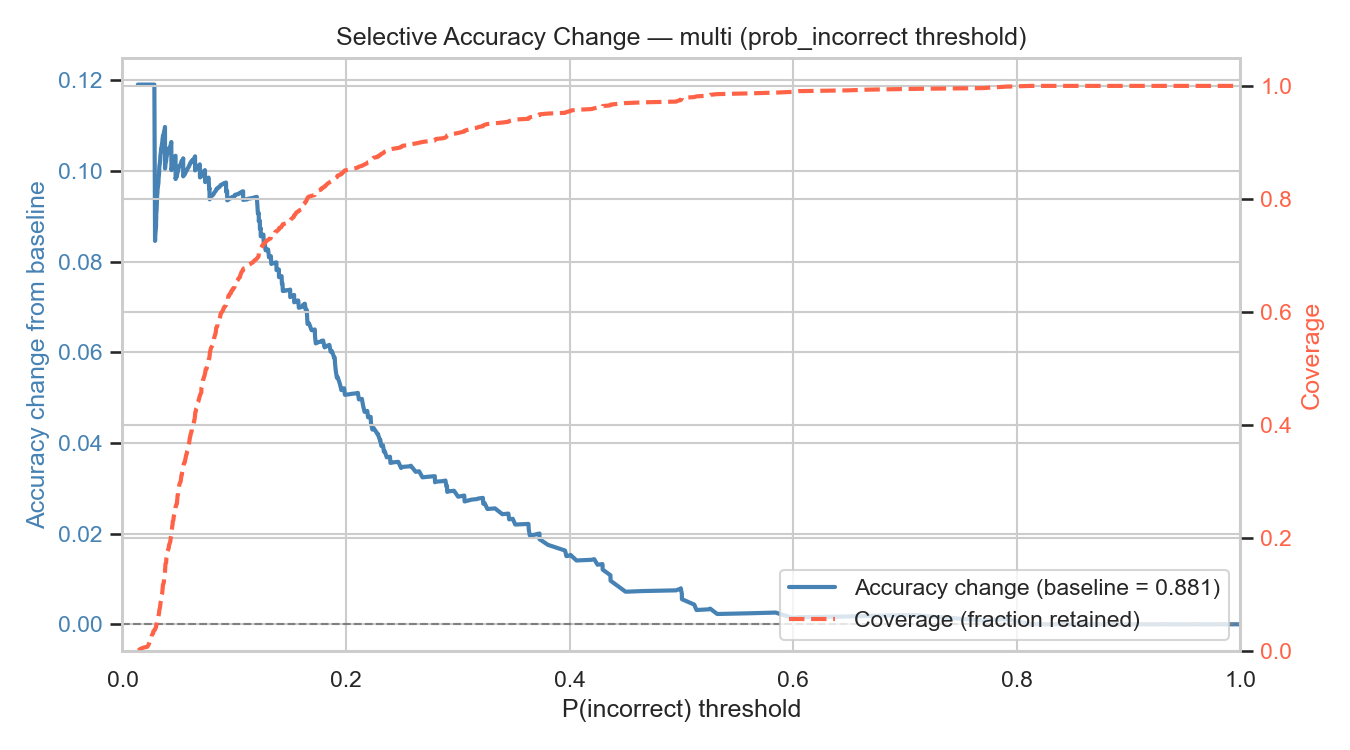 Selective Accuracy Change — multi (prob_incorrect threshold)
Accuracy change from baseline
0.12
0.10
0.08
0.06
0.04
0.02
0.00
1.0
0.8
0.6
0.4
0.2
0.0
Coverage
Accuracy change (baseline = 0.881)
Coverage (fraction retained)
0.0 0.2 0.4 0.6 0.8 1.0
P(incorrect) threshold